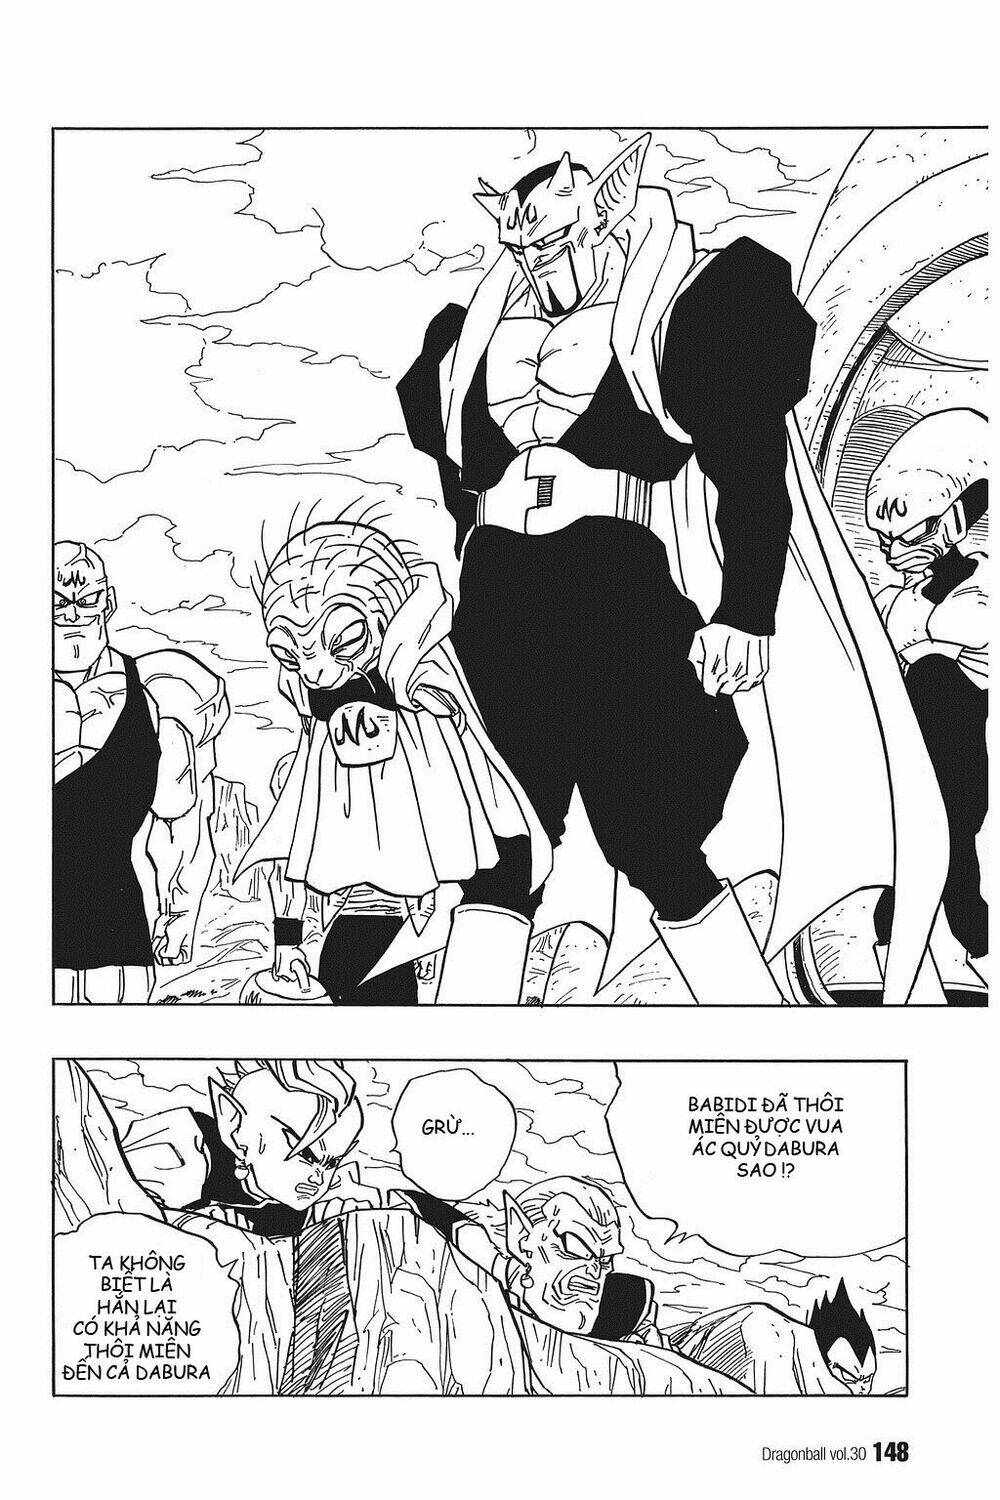 BABIDI ĐÃ THÔI
MIÊN ĐƯỢC VUA
ÁC QUỶ DABURA
SAO !?
GRỪ...
TA KHÔNG
BIẾT LÀ
HẮN LẠI
CÓ KHẢ NĂNG
THÔI MIÊN
ĐẾN CẢ DABURA
Dragonball vol.30 148